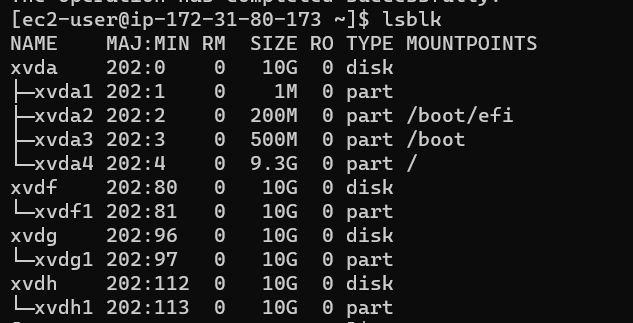 The operation has completed successfully.
[ec2-user@ip-172-31-80-173 ~]$ lsblk
NAME    MAJ:MIN RM  SIZE RO TYPE MOUNTPOINTS
xvda    202:0    0   10G  0 disk
├─xvda1 202:1    0    1M  0 part
├─xvda2 202:2    0  200M  0 part /boot/efi
├─xvda3 202:3    0  500M  0 part /boot
└─xvda4 202:4    0  9.3G  0 part /
xvdf    202:80   0   10G  0 disk
└─xvdf1 202:81   0   10G  0 part
xvdg    202:96   0   10G  0 disk
└─xvdg1 202:97   0   10G  0 part
xvdh    202:112  0   10G  0 disk
└─xvdh1 202:113  0   10G  0 part